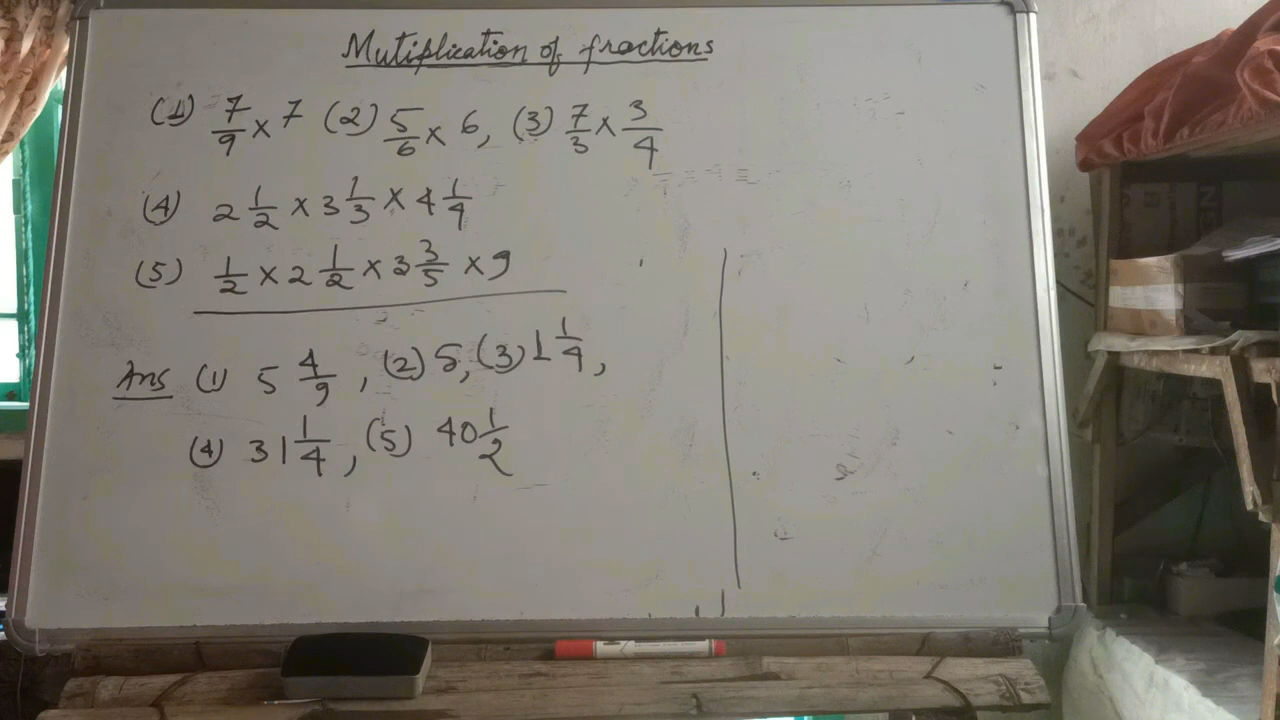 Mutiplication of fractions
(1) 7/9 × 7 (2) 5/6 × 6, (3) 7/3 × 3/4
(4) 2 1/2 × 3 1/3 × 4 1/4
(5) 1/2 × 2 1/2 × 3 3/5 × 9
Ans (1) 5 4/9, (2) 5, (3) 1 1/4,
(4) 31 1/4, (5) 40 1/2